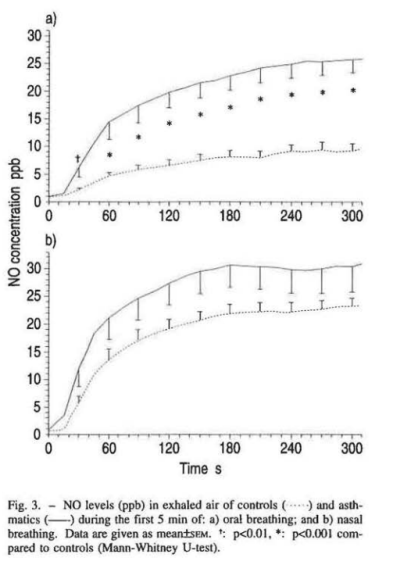 a)
30
25
20
15
10
5
0
†
* * * * * * * * *
0 60 120 180 240 300
b)
30
25
20
15
10
5
0
0 60 120 180 240 300
NO concentration ppb
Time s
Fig. 3. – NO levels (ppb) in exhaled air of controls (······) and asth-
matics (——) during the first 5 min of: a) oral breathing; and b) nasal
breathing. Data are given as mean±SEM. †: p<0.01, *: p<0.001 com-
pared to controls (Mann-Whitney U-test).